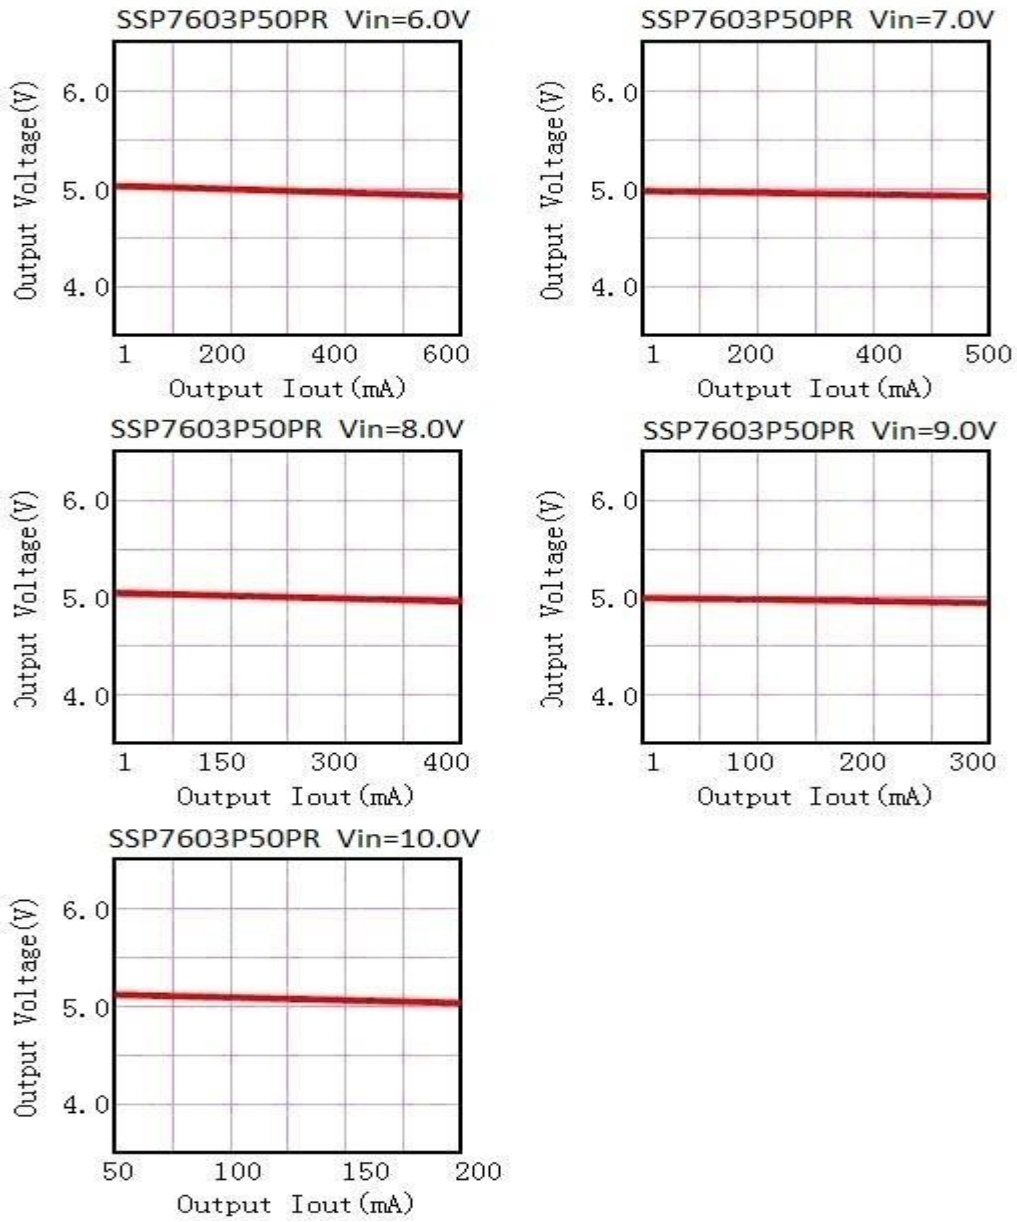 SSP7603P50PR Vin=6.0V
Output Voltage(V)
6.0
5.0
4.0
1 200 400 600
Output Iout(mA)
SSP7603P50PR Vin=7.0V
Output Voltage(V)
6.0
5.0
4.0
1 200 400 500
Output Iout(mA)
SSP7603P50PR Vin=8.0V
Output Voltage(V)
6.0
5.0
4.0
1 150 300 400
Output Iout(mA)
SSP7603P50PR Vin=9.0V
Output Voltage(V)
6.0
5.0
4.0
1 100 200 300
Output Iout(mA)
SSP7603P50PR Vin=10.0V
Output Voltage(V)
6.0
5.0
4.0
50 100 150 200
Output Iout(mA)